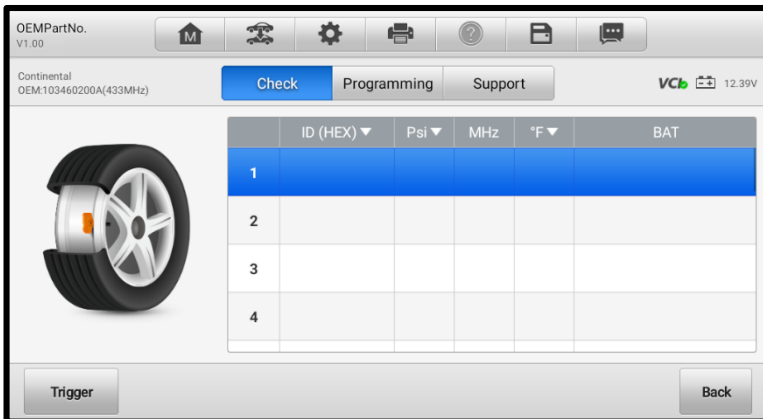 OEMPartNo.
V1.00
M
?
Continental
OEM:103460200A(433MHz)
Check Programming Support
VCI 12.39V
ID (HEX) ▼ Psi ▼ MHz °F ▼ BAT
1
2
3
4
Trigger Back